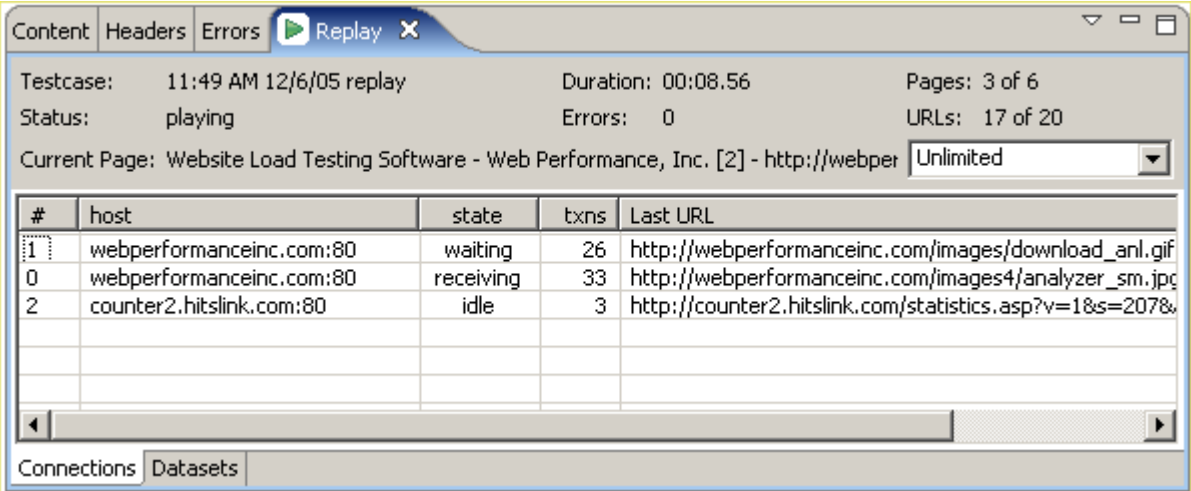 Content Headers Errors Replay
Testcase: 11:49 AM 12/6/05 replay Duration: 00:08.56 Pages: 3 of 6
Status: playing Errors: 0 URLs: 17 of 20
Current Page: Website Load Testing Software - Web Performance, Inc. [2] - http://webper Unlimited
# host state txns Last URL
1 webperformanceinc.com:80 waiting 26 http://webperformanceinc.com/images/download_anl.gif
0 webperformanceinc.com:80 receiving 33 http://webperformanceinc.com/images4/analyzer_sm.jpg
2 counter2.hitslink.com:80 idle 3 http://counter2.hitslink.com/statistics.asp?v=1&s=207&
Connections Datasets